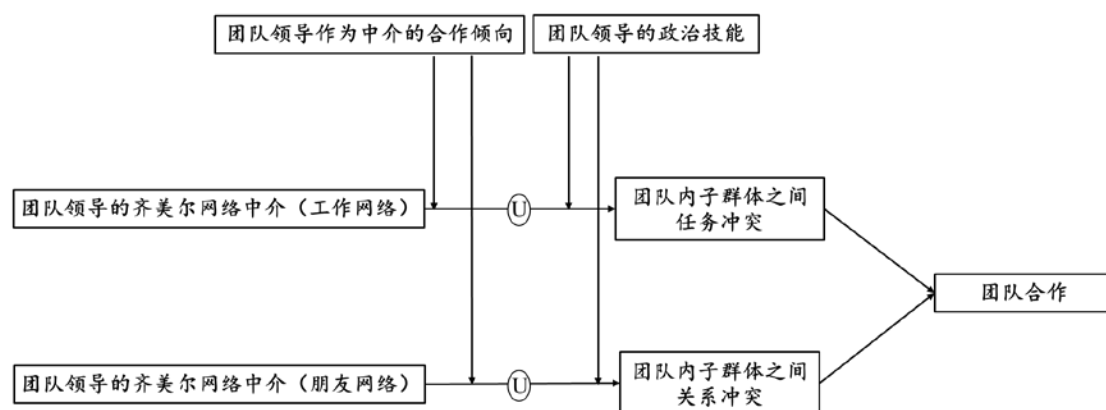 团队领导作为中介的合作倾向
团队领导的政治技能
团队领导的齐美尔网络中介（工作网络）
U
团队内子群体之间
任务冲突
团队合作
团队领导的齐美尔网络中介（朋友网络）
U
团队内子群体之间
关系冲突